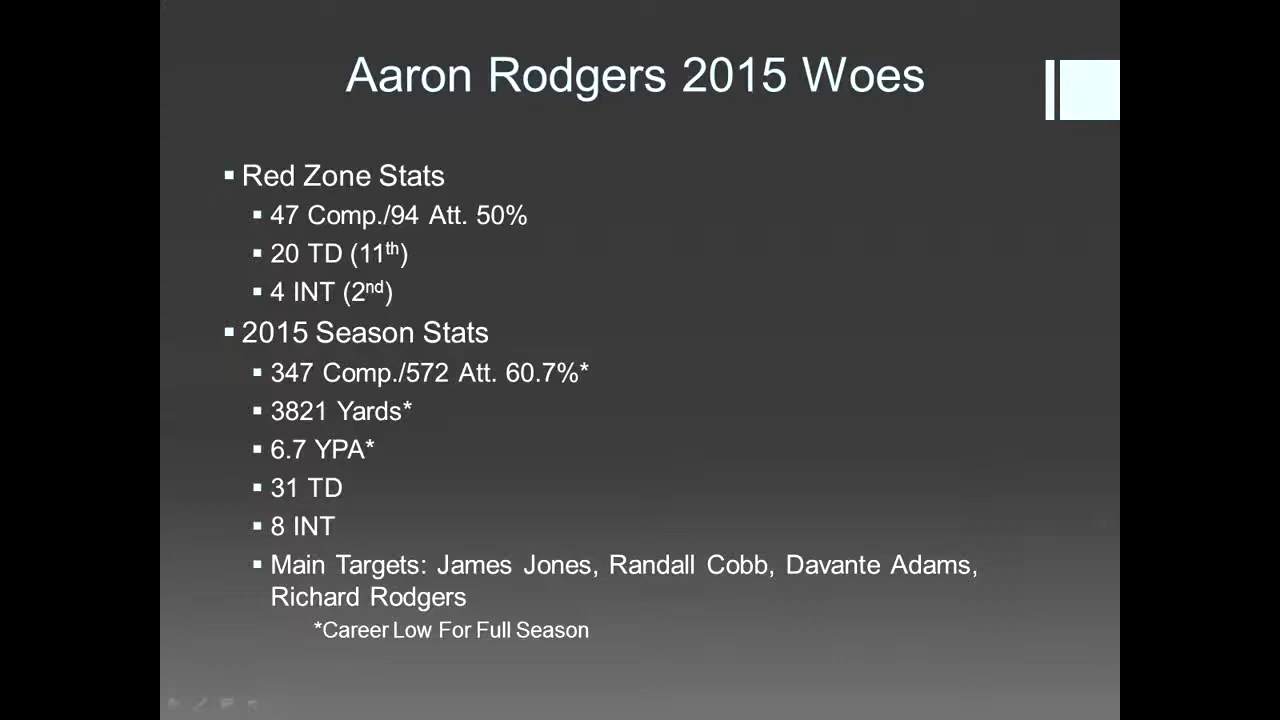 Aaron Rodgers 2015 Woes
▪ Red Zone Stats
▪ 47 Comp./94 Att. 50%
▪ 20 TD (11th)
▪ 4 INT (2nd)
▪ 2015 Season Stats
▪ 347 Comp./572 Att. 60.7%*
▪ 3821 Yards*
▪ 6.7 YPA*
▪ 31 TD
▪ 8 INT
▪ Main Targets: James Jones, Randall Cobb, Davante Adams,
Richard Rodgers
*Career Low For Full Season